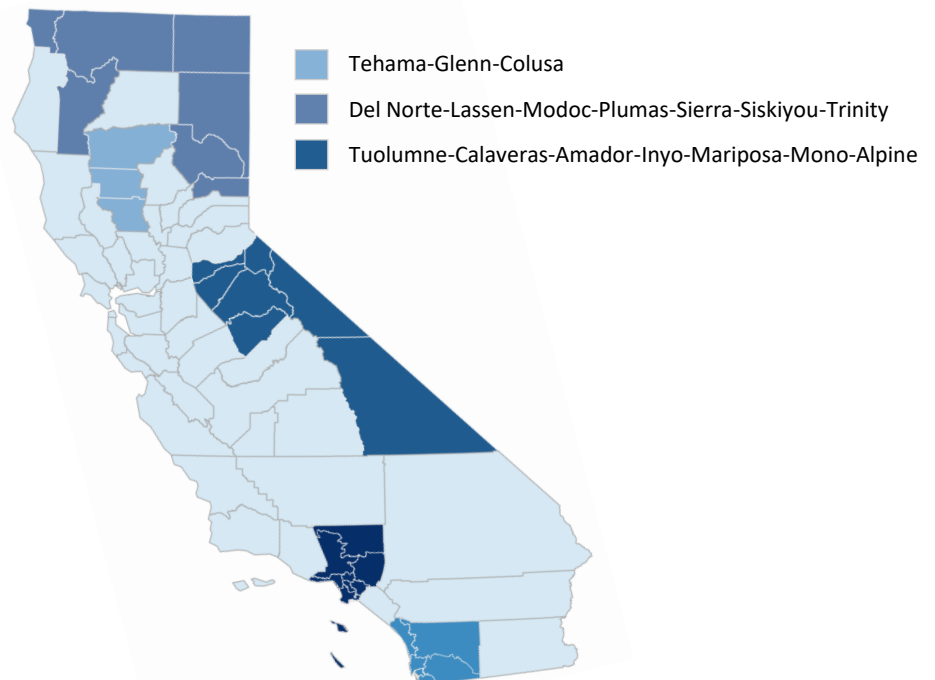 Tehama-Glenn-Colusa
Del Norte-Lassen-Modoc-Plumas-Sierra-Siskiyou-Trinity
Tuolumne-Calaveras-Amador-Inyo-Mariposa-Mono-Alpine